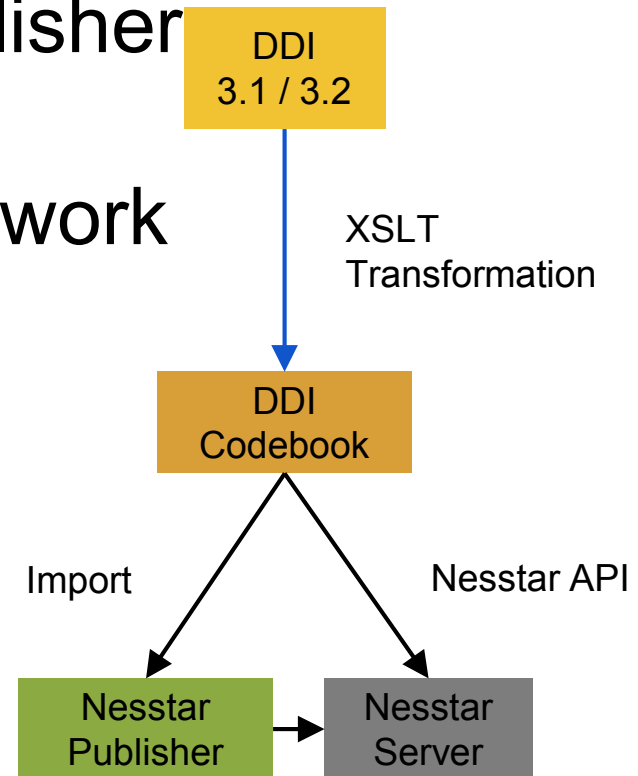 lisher
DDI
3.1 / 3.2
work
XSLT
Transformation
DDI
Codebook
Import
Nesstar API
Nesstar
Publisher
Nesstar
Server